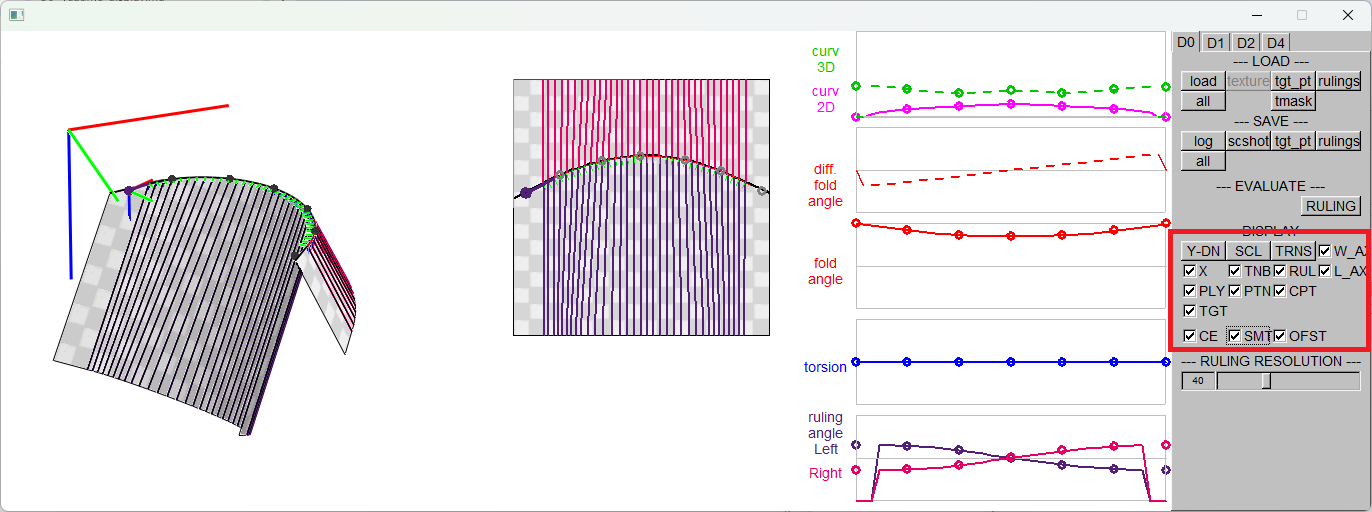 curv
3D
curv
2D
diff.
fold
angle
fold
angle
torsion
ruling
angle
Left
Right
D0 D1 D2 D4
--- LOAD ---
load texture tgt_pt rulings
all tmask
--- SAVE ---
log scshot tgt_pt rulings
all
--- EVALUATE ---
RULING
DISPLAY
Y-DN SCL TRNS W_AX
X TNB RUL L_AX
PLY PTN CPT
TGT
CE SMT OFST
--- RULING RESOLUTION ---
40